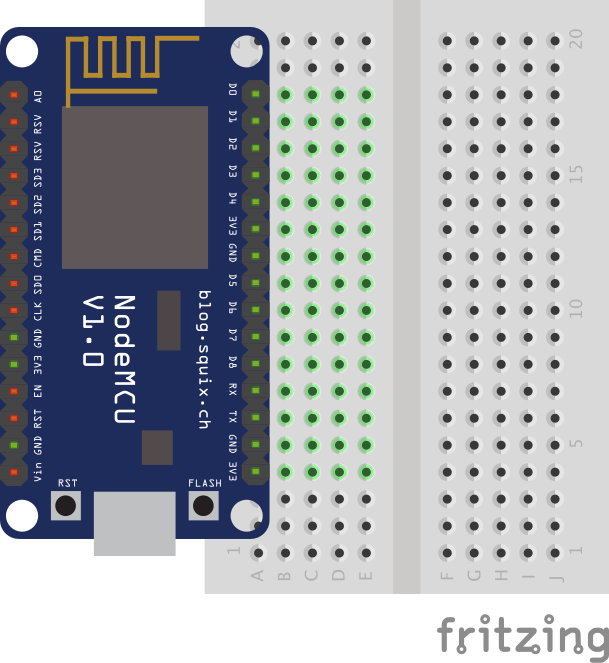 A0
RSV
RSV
SD3
SD2
SD1
CMD
SD0
CLK
GND
3V3
EN
RST
GND
Vin
D0
D1
D2
D3
D4
3V3
GND
D5
D6
D7
D8
RX
TX
GND
3V3
NodeMCU
V1.0
blog.squix.ch
RST
FLASH
20
15
10
5
1
1
A B C D E
F G H I J
fritzing